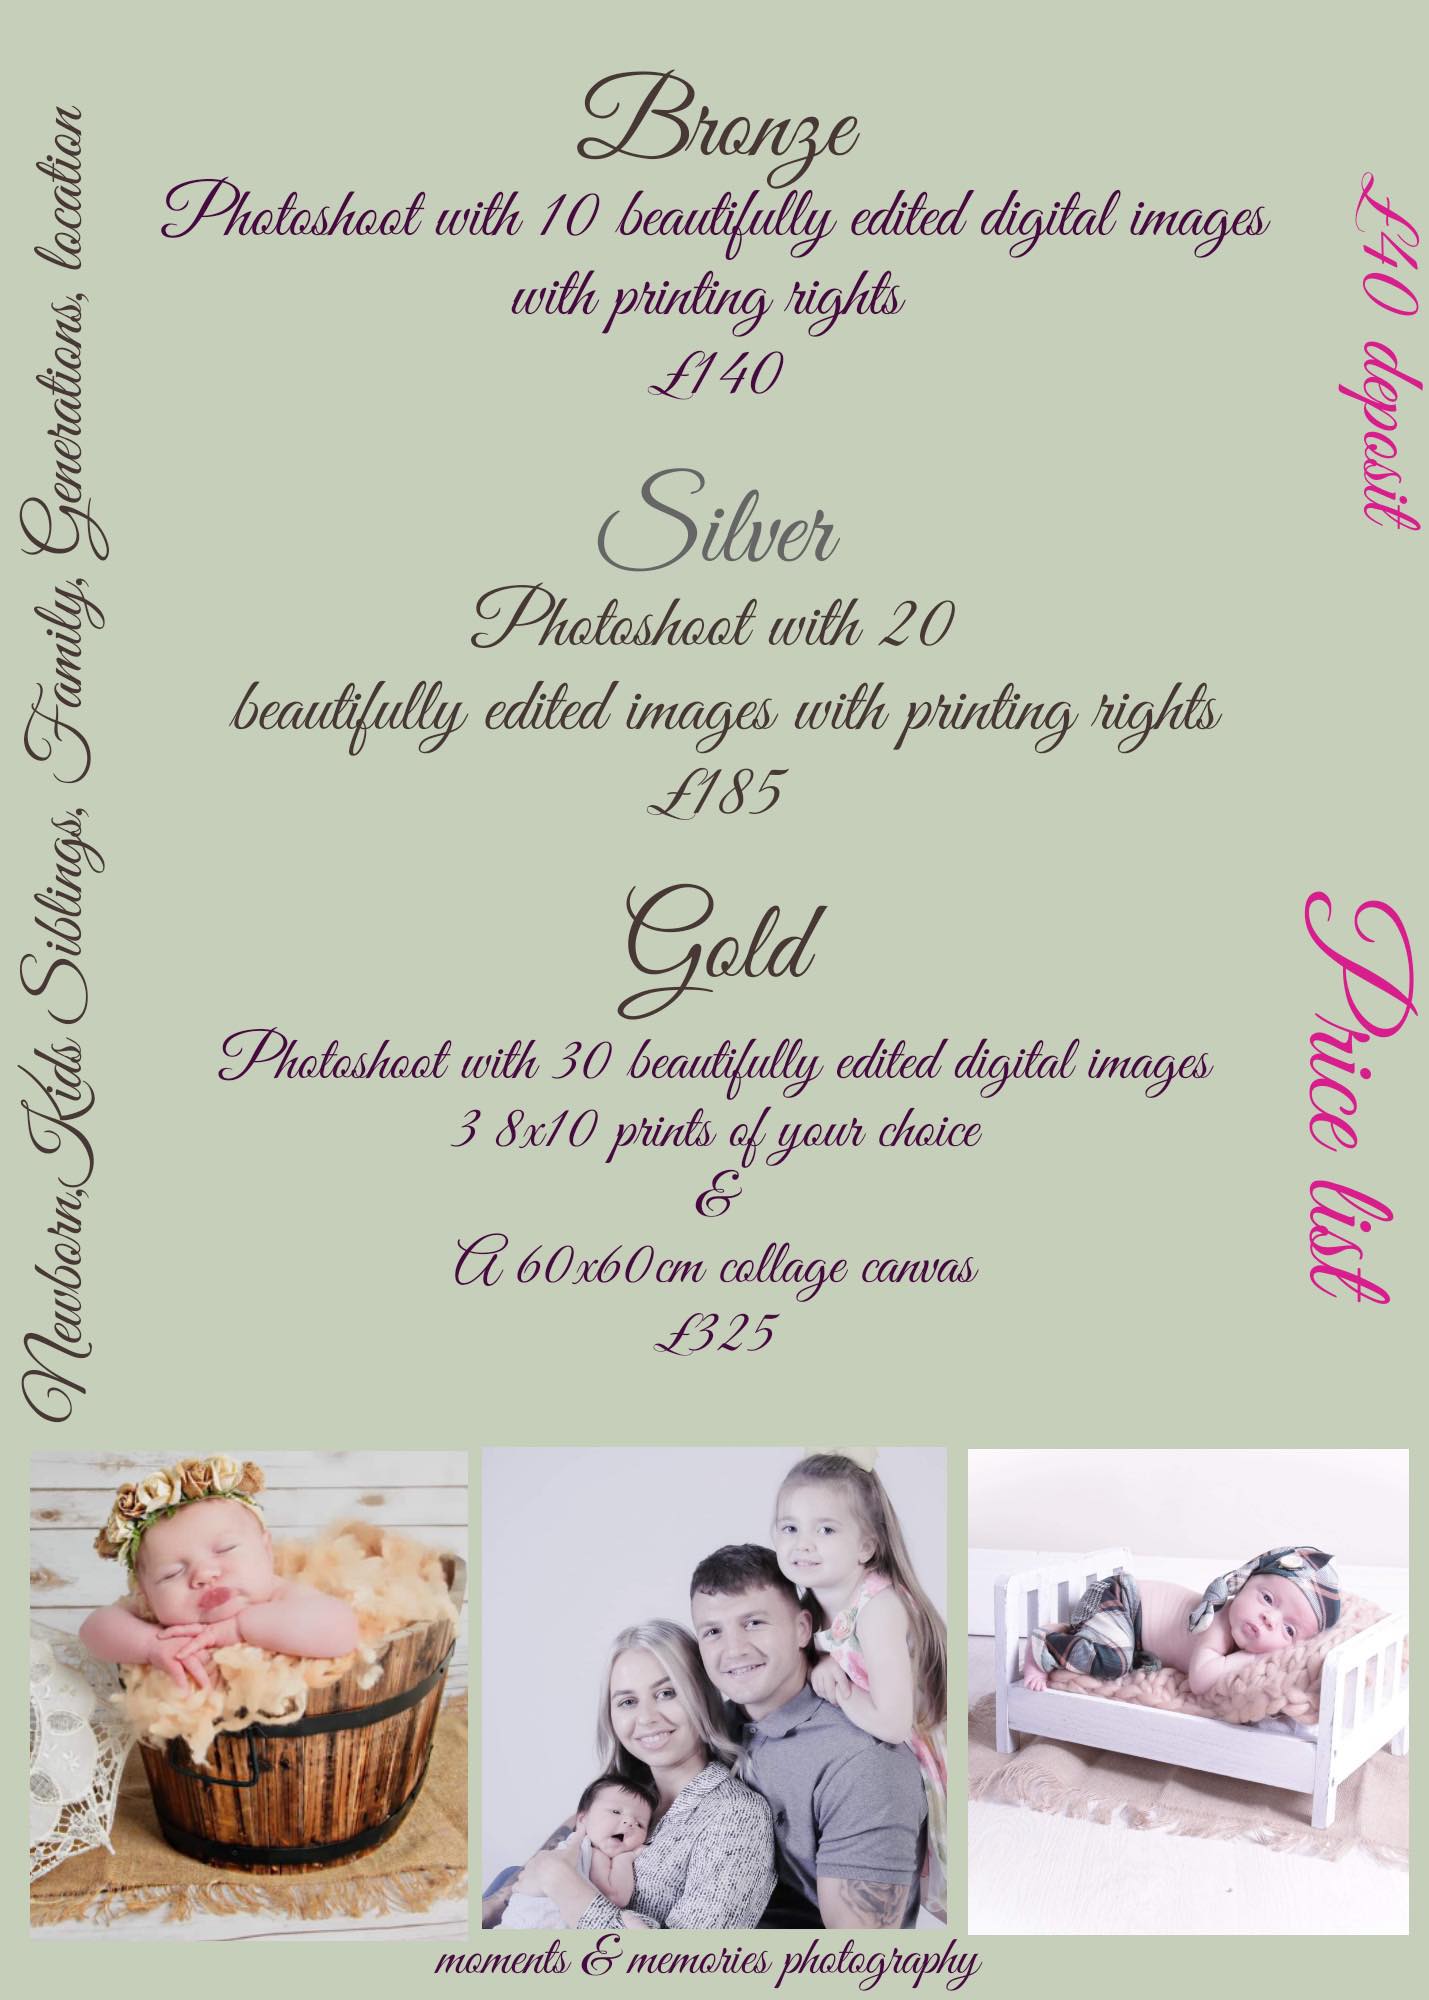 Bronze
Photoshoot with 10 beautifully edited digital images
with printing rights
£140
Silver
Photoshoot with 20
beautifully edited images with printing rights
£185
Gold
Photoshoot with 30 beautifully edited digital images
3 8x10 prints of your choice
&
A 60x60cm collage canvas
£325
Newborn,Kids Siblings, Family, Generations, location
£40 deposit
Price list
moments & memories photography